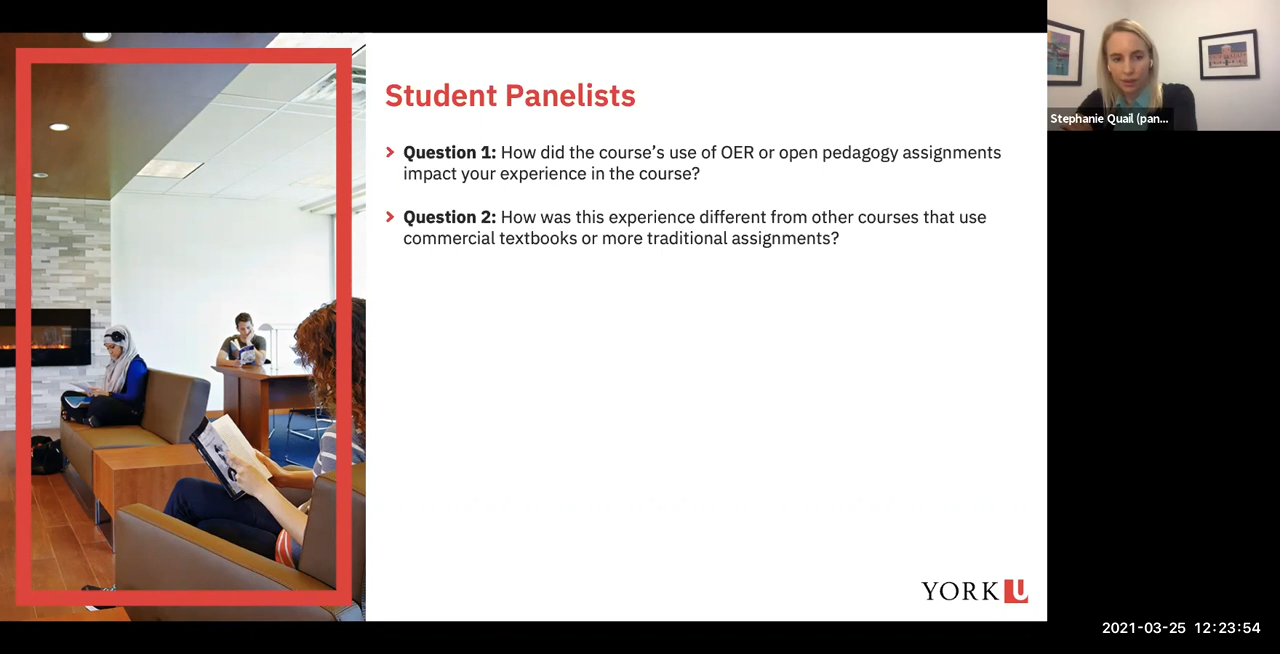 Student Panelists
Question 1: How did the course's use of OER or open pedagogy assignments
impact your experience in the course?
Question 2: How was this experience different from other courses that use
commercial textbooks or more traditional assignments?
YORK U
Stephanie Quail (pan...
2021-03-25 12:23:54